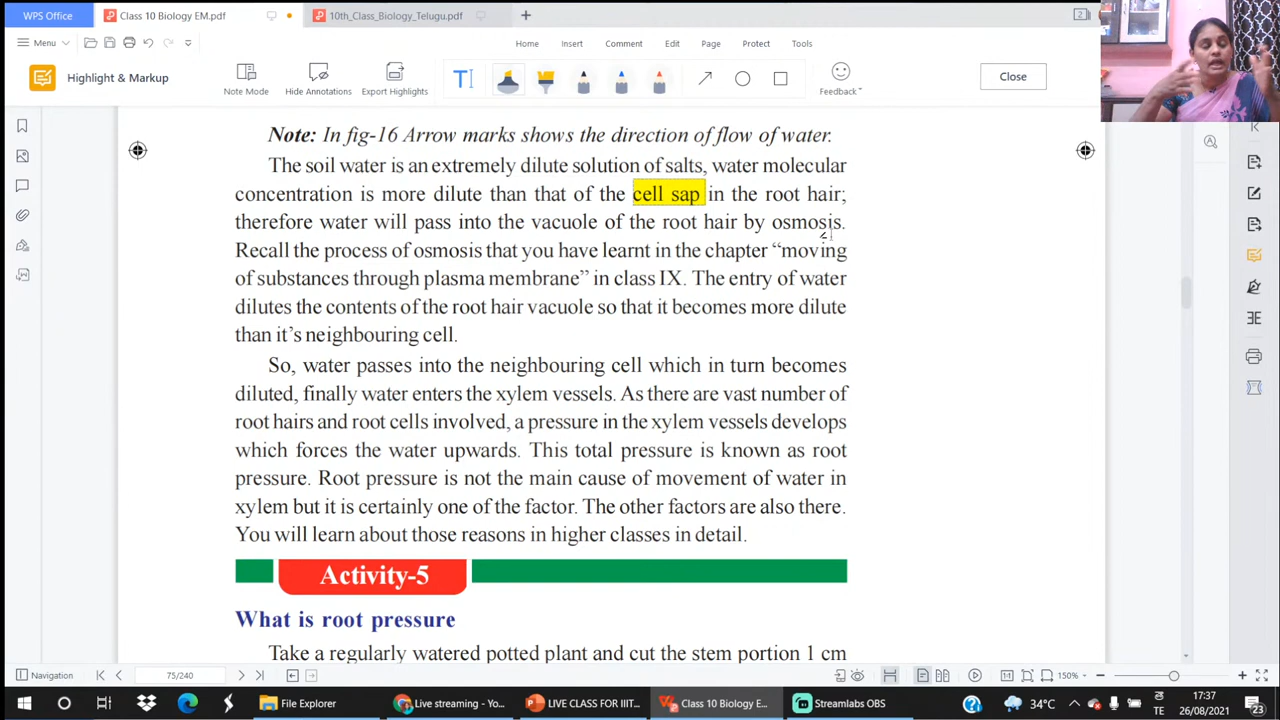 WPS Office
Class 10 Biology EM.pdf
10th_Class_Biology_Telugu.pdf
2
Menu
Home
Insert
Comment
Edit
Page
Protect
Tools
Highlight & Markup
Note Mode
Hide Annotations
Export Highlights
T
Feedback
Close
Note: In fig-16 Arrow marks shows the direction of flow of water.
The soil water is an extremely dilute solution of salts, water molecular
concentration is more dilute than that of the cell sap in the root hair;
therefore water will pass into the vacuole of the root hair by osmosis.
Recall the process of osmosis that you have learnt in the chapter “moving
of substances through plasma membrane” in class IX. The entry of water
dilutes the contents of the root hair vacuole so that it becomes more dilute
than it’s neighbouring cell.
So, water passes into the neighbouring cell which in turn becomes
diluted, finally water enters the xylem vessels. As there are vast number of
root hairs and root cells involved, a pressure in the xylem vessels develops
which forces the water upwards. This total pressure is known as root
pressure. Root pressure is not the main cause of movement of water in
xylem but it is certainly one of the factor. The other factors are also there.
You will learn about those reasons in higher classes in detail.
Activity-5
What is root pressure
Take a regularly watered potted plant and cut the stem portion 1 cm
Navigation
75/240
150%
File Explorer
Live streaming - Yo...
LIVE CLASS FOR IIIT...
Class 10 Biology E...
Streamlabs OBS
34°C
TE
17:37
26/08/2021
23